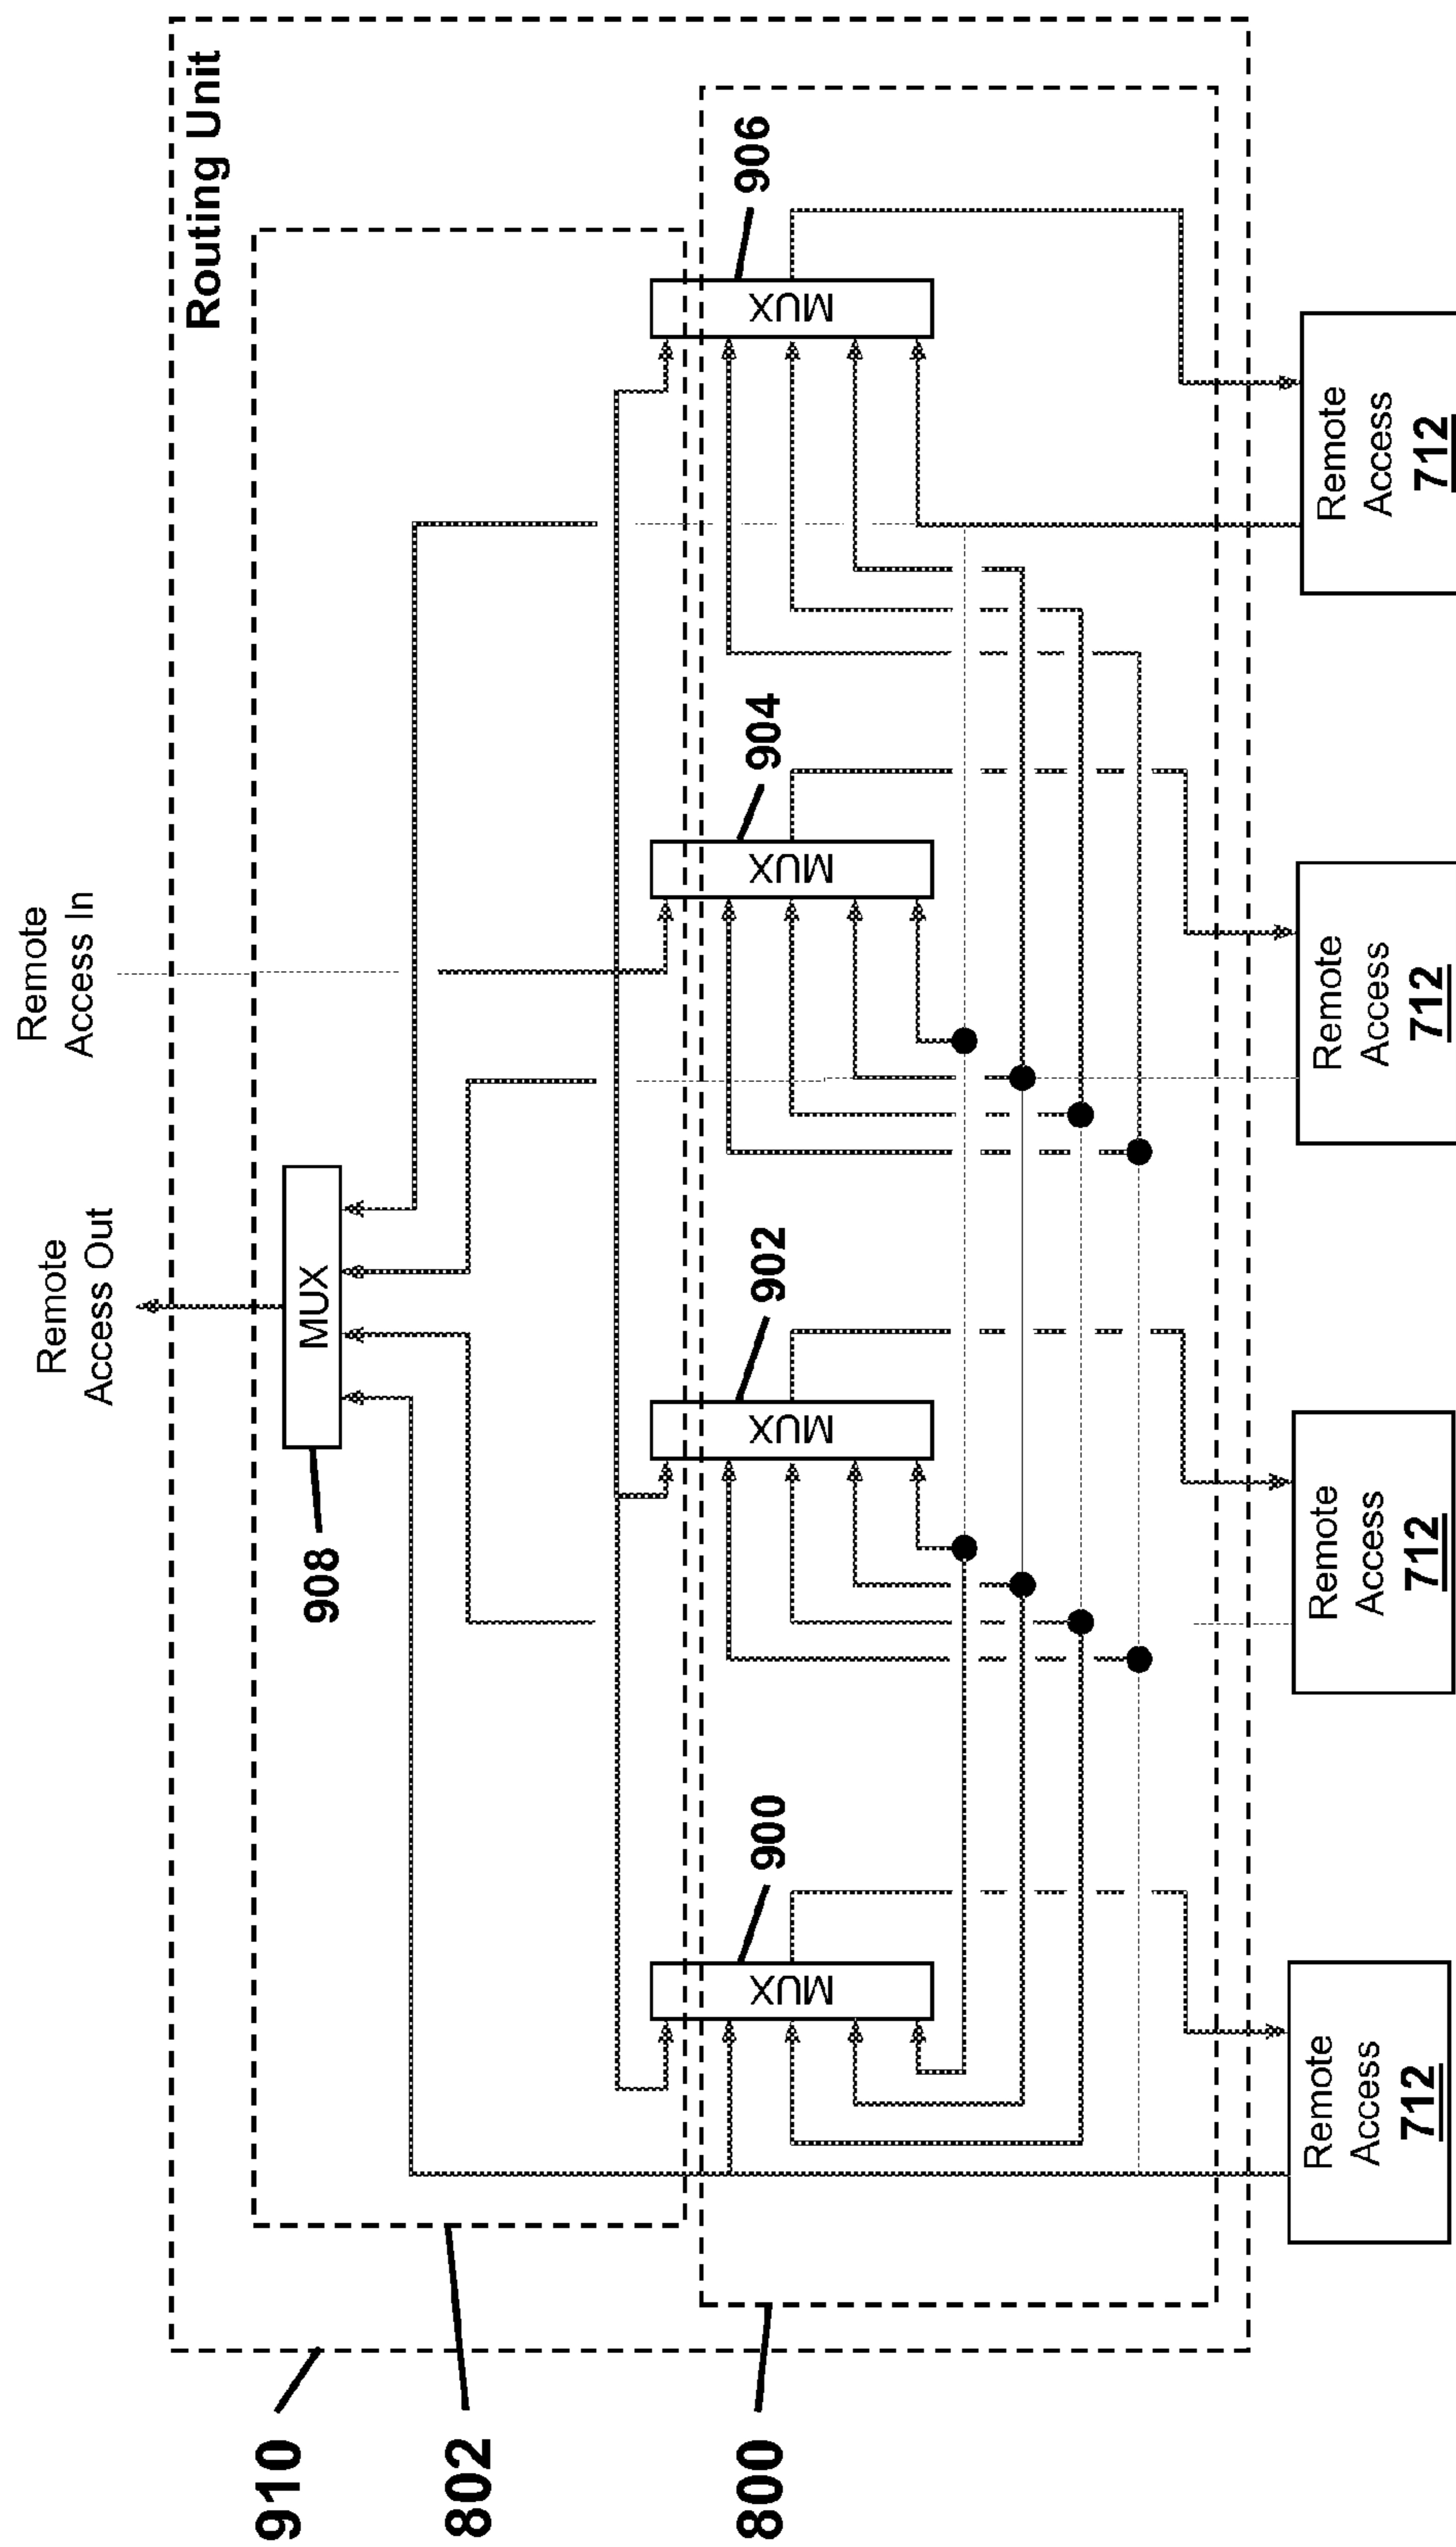 Remote
Access Out
Remote
Access In
Routing Unit
910
802
800
908
MUX
900
MUX
902
MUX
904
MUX
906
MUX
Remote
Access
712
Remote
Access
712
Remote
Access
712
Remote
Access
712